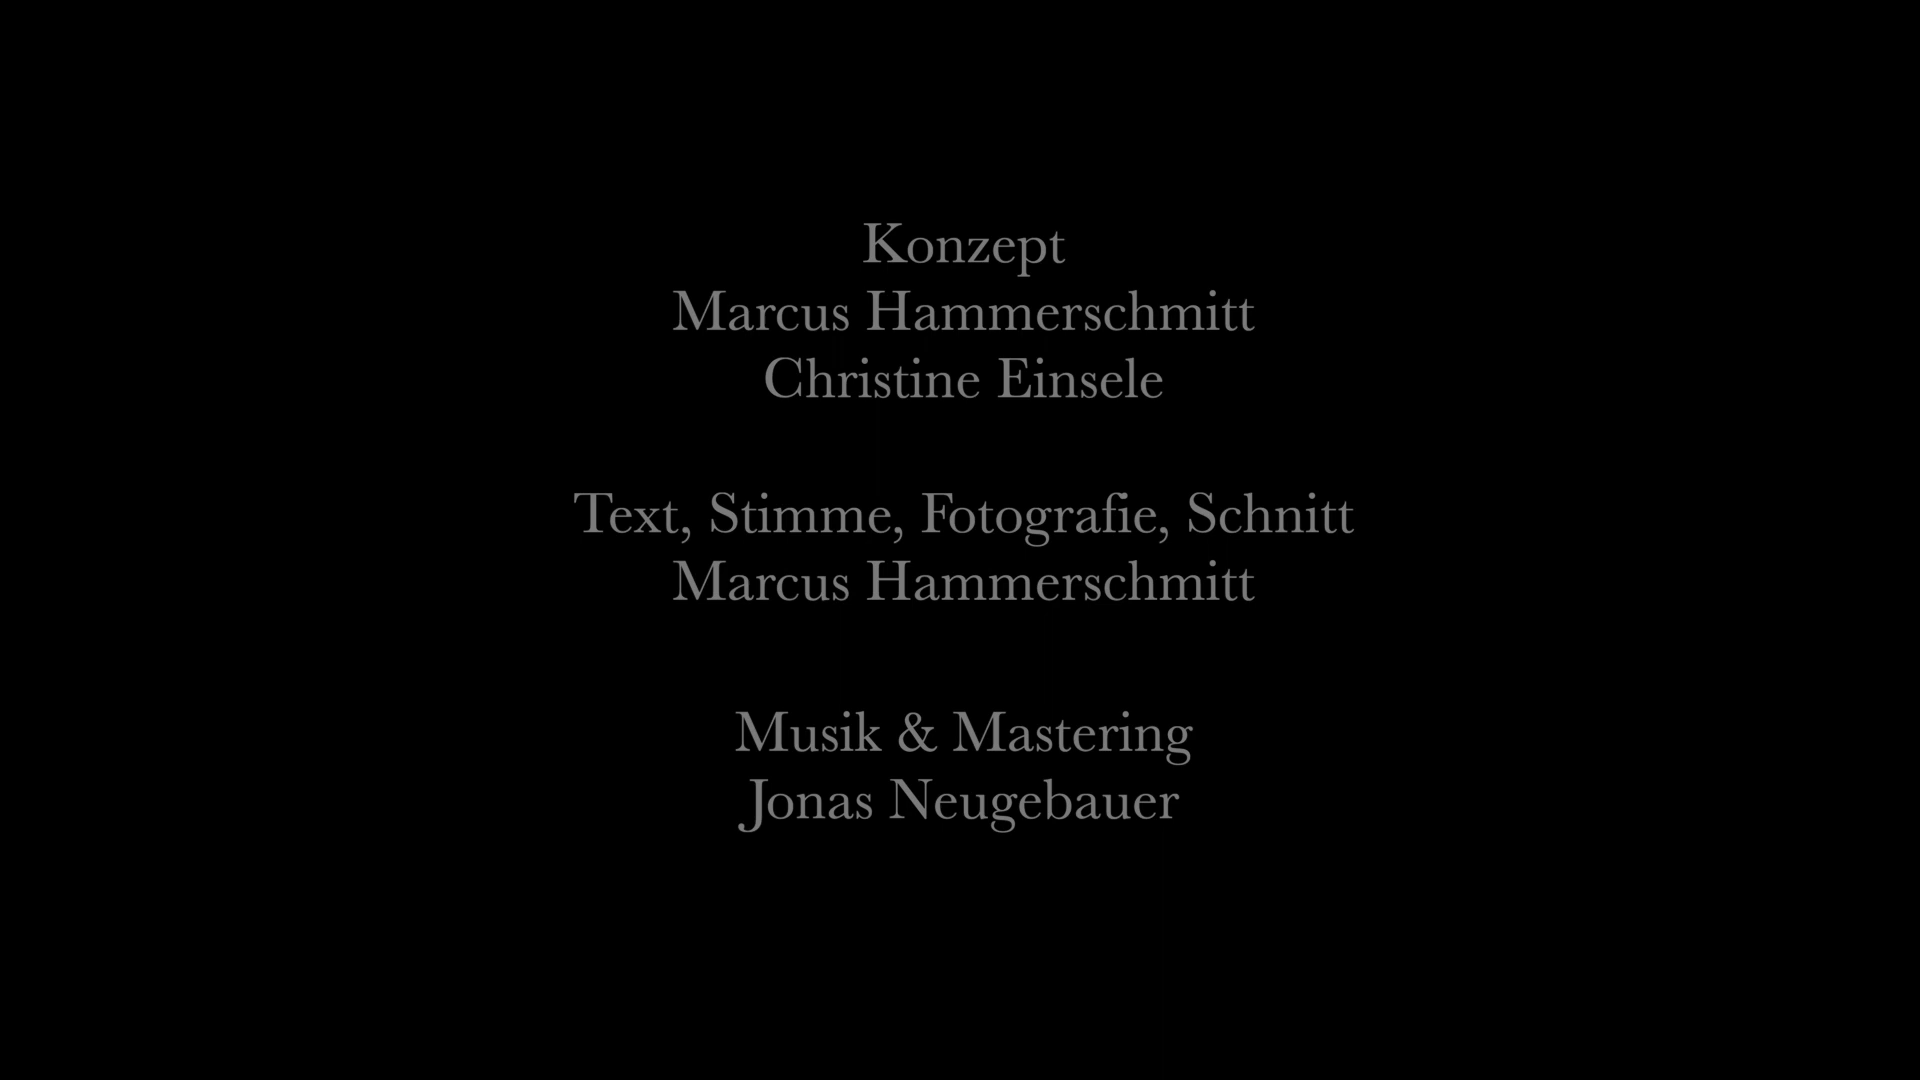 Konzept
Marcus Hammerschmitt
Christine Einsele
Text, Stimme, Fotografie, Schnitt
Marcus Hammerschmitt
Musik & Mastering
Jonas Neugebauer